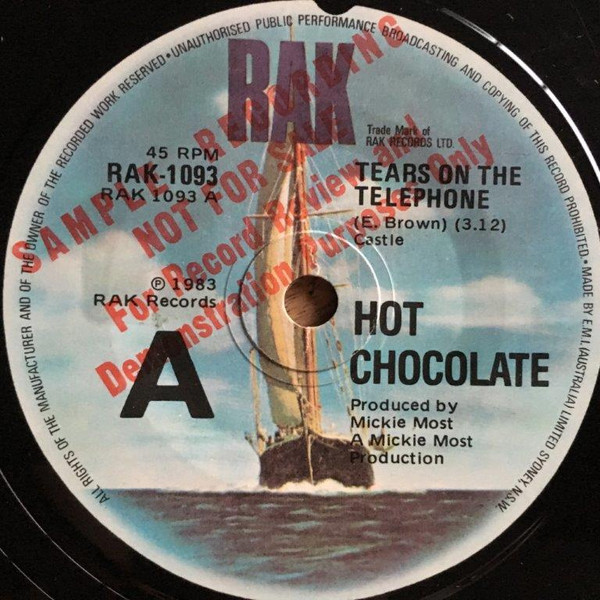 ALL RIGHTS OF THE MANUFACTURER AND OF THE OWNER OF THE RECORDED WORK RESERVED • UNAUTHORISED PUBLIC PERFORMANCE BROADCASTING AND COPYING OF THIS RECORD PROHIBITED • MADE BY E.M.I. (AUSTRALIA) LIMITED SYDNEY N.S.W.
RAK
Trade Mark of
RAK RECORDS LTD.
45 RPM
RAK-1093
RAK 1093 A
TEARS ON THE
TELEPHONE
(E. Brown) (3.12)
Castle
℗ 1983
RAK Records
A
HOT
CHOCOLATE
Produced by
Mickie Most
A Mickie Most
Production
SAMPLE RECORDING
NOT FOR SALE
For Record Review and
Demonstration Purposes Only